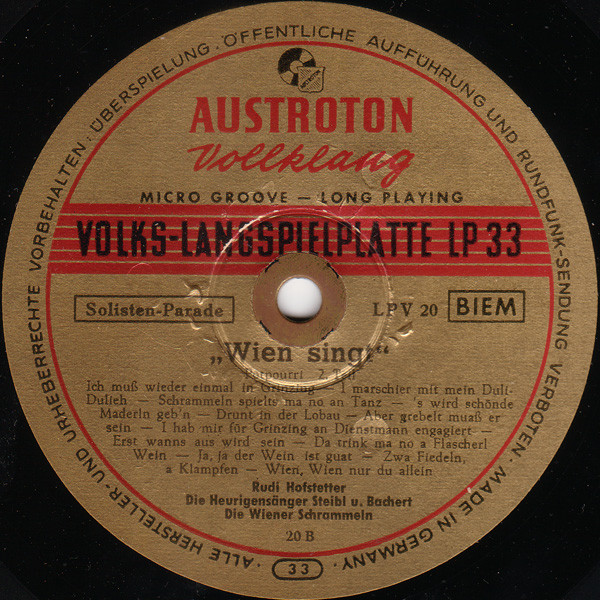 · ALLE HERSTELLER- UND URHEBERRECHTE VORBEHALTEN · ÜBERSPIELUNG · ÖFFENTLICHE AUFFÜHRUNG UND RUNDFUNK-SENDUNG VERBOTEN · MADE IN GERMANY ·
AUSTROTON
Vollklang
MICRO GROOVE — LONG PLAYING
VOLKS-LANGSPIELPLATTE LP 33
Solisten-Parade
LPV 20 BIEM
„Wien singt“
Potpourri 2. Teil
Ich muß wieder einmal in Grinzing — I marschier mit mein Duli-
Dulieh — Schrammeln spielts ma no an Tanz — 's wird schöne
Maderln geb'n — Drunt in der Lobau — Aber grebelt muaß er
sein — I hab mir für Grinzing an Dienstmann engagiert—
Erst wanns aus wird sein — Da trink ma no a Flascherl
Wein — Ja, ja der Wein ist guat — Zwa Fiedeln,
a Klampfen — Wien, Wien nur du allein
Rudi Hofstetter
Die Heurigensänger Steibl u. Bachert
Die Wiener Schrammeln
20 B
33